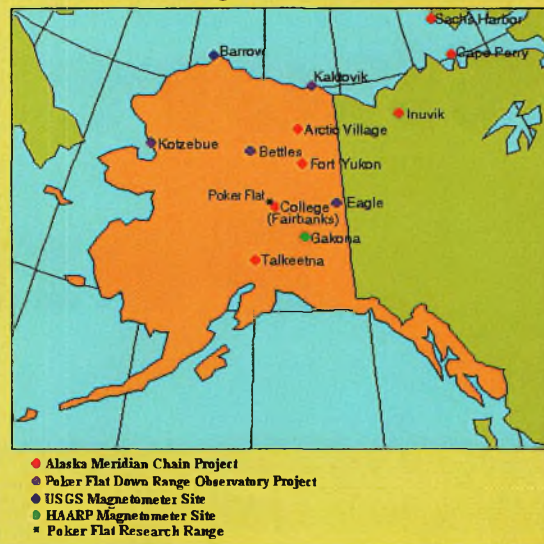 Sachs Harbor
Barrow
Cape Perry
Kaktovik
Inuvik
Arctic Village
Kotzebue
Bettles
Fort Yukon
Poker Flat
Eagle
College
(Fairbanks)
Gakona
Talkeetna
Alaska Meridian Chain Project
Poker Flat Down Range Observatory Project
USGS Magnetometer Site
HAARP Magnetometer Site
Poker Flat Research Range